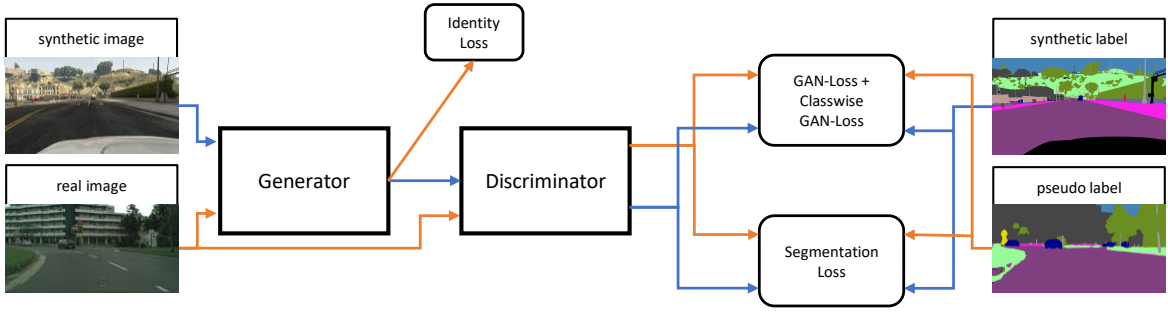 synthetic image
real image
Generator
Identity
Loss
Discriminator
GAN-Loss +
Classwise
GAN-Loss
Segmentation
Loss
synthetic label
pseudo label